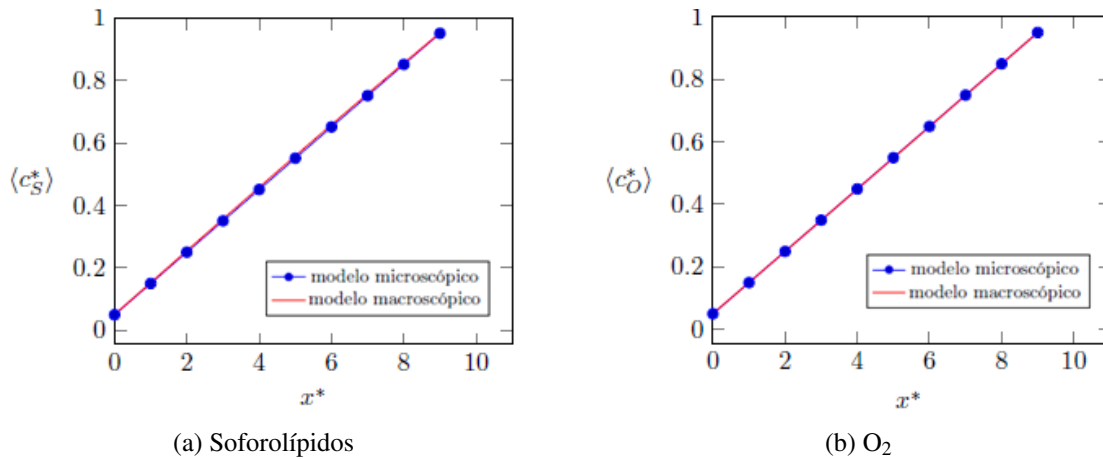 1
0.8
0.6
⟨c*_S⟩
0.4
0.2
0
0 2 4 6 8 10
x*
modelo microscópico
modelo macroscópico
(a) Soforolípidos
1
0.8
0.6
⟨c*_O⟩
0.4
0.2
0
0 2 4 6 8 10
x*
modelo microscópico
modelo macroscópico
(b) O₂